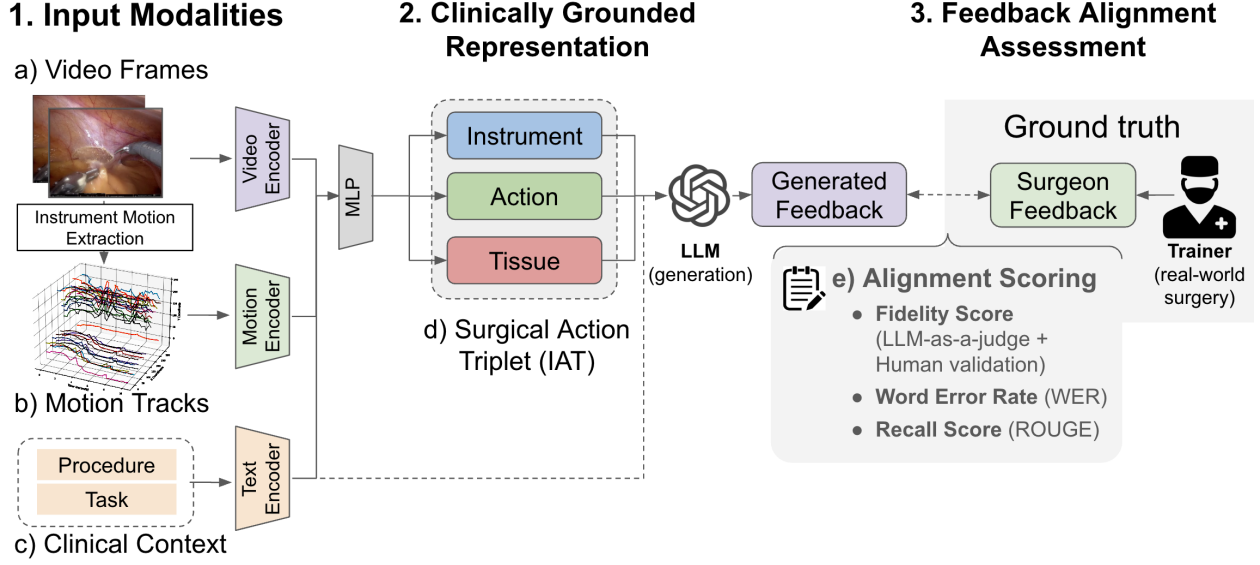 1. Input Modalities
a) Video Frames
Instrument Motion
Extraction
b) Motion Tracks
Procedure
Task
c) Clinical Context
Video
Encoder
Motion
Encoder
Text
Encoder
MLP
2. Clinically Grounded
Representation
Instrument
Action
Tissue
d) Surgical Action
Triplet (IAT)
LLM
(generation)
3. Feedback Alignment
Assessment
Ground truth
Generated
Feedback
Surgeon
Feedback
Trainer
(real-world
surgery)
e) Alignment Scoring
● Fidelity Score
(LLM-as-a-judge +
Human validation)
● Word Error Rate (WER)
● Recall Score (ROUGE)